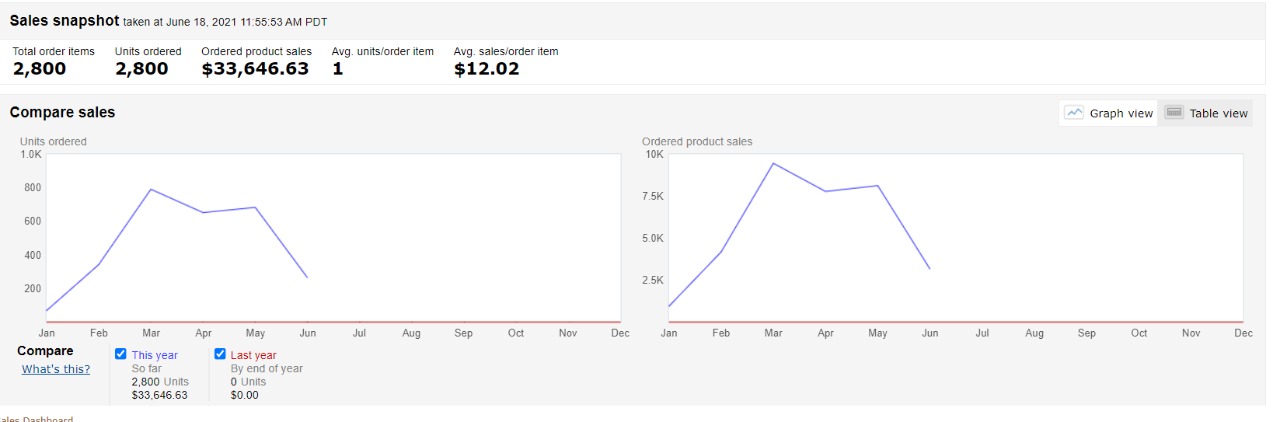 Sales snapshot taken at June 18, 2021 11:55:53 AM PDT
Total order items Units ordered Ordered product sales Avg. units/order item Avg. sales/order item
2,800 2,800 $33,646.63 1 $12.02
Compare sales
Graph view Table view
Units ordered Ordered product sales
1.0K 10K
800 7.5K
600 5.0K
400 2.5K
200
Jan Feb Mar Apr May Jun Jul Aug Sep Oct Nov Dec Jan Feb Mar Apr May Jun Jul Aug Sep Oct Nov Dec
Compare This year Last year
What's this? So far By end of year
2,800 Units 0 Units
$33,646.63 $0.00
ales Dashboard